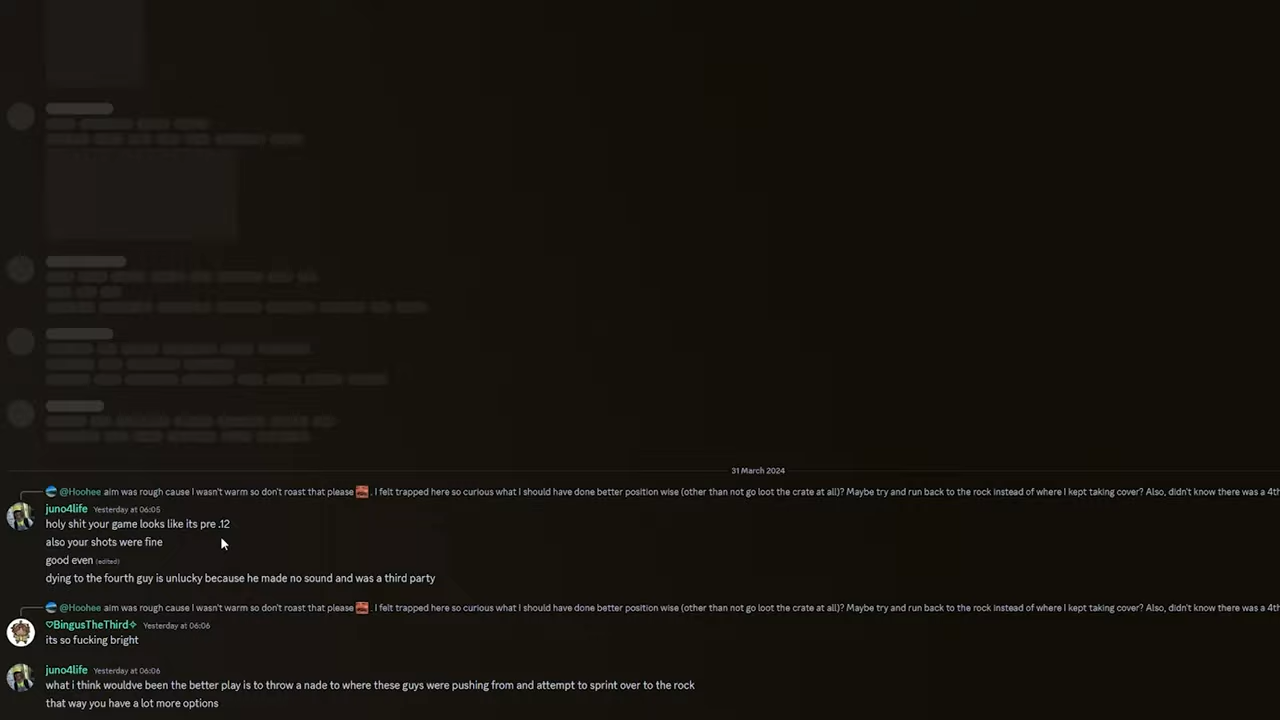 31 March 2024
@Hoohee aim was rough cause I wasn't warm so don't roast that please . I felt trapped here so curious what I should have done better position wise (other than not go loot the crate at all)? Maybe try and run back to the rock instead of where I kept taking cover? Also, didn't know there was a 4th
juno4life Yesterday at 06:05
holy shit your game looks like its pre .12
also your shots were fine
good even (edited)
dying to the fourth guy is unlucky because he made no sound and was a third party
@Hoohee aim was rough cause I wasn't warm so don't roast that please . I felt trapped here so curious what I should have done better position wise (other than not go loot the crate at all)? Maybe try and run back to the rock instead of where I kept taking cover? Also, didn't know there was a 4th
♡BingusTheThird✧ Yesterday at 06:06
its so fucking bright
juno4life Yesterday at 06:06
what i think wouldve been the better play is to throw a nade to where these guys were pushing from and attempt to sprint over to the rock
that way you have a lot more options